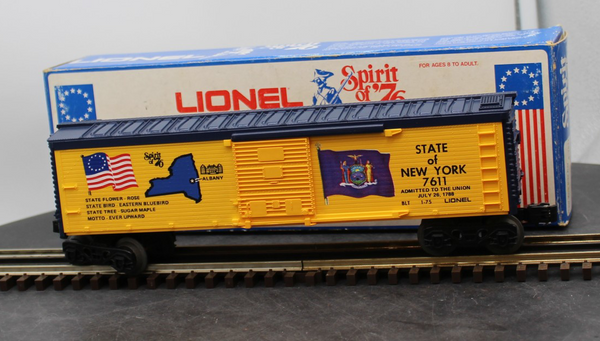 FOR AGES 8 TO ADULT
LIONEL
Spirit of '76
Spirit of 76
ALBANY
STATE FLOWER - ROSE
STATE BIRD - EASTERN BLUEBIRD
STATE TREE - SUGAR MAPLE
MOTTO - EVER UPWARD
STATE
of
NEW YORK
7611
ADMITTED TO THE UNION
JULY 26, 1788
BLT 1-75 LIONEL